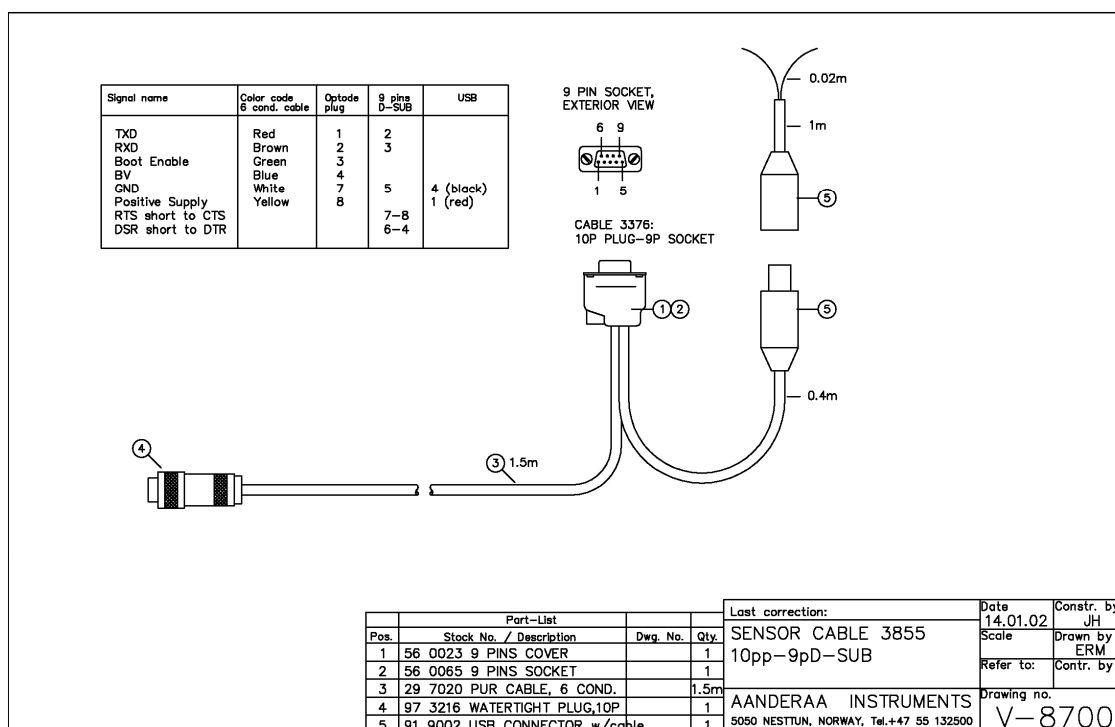 Signal name Color code 6 cond. cable Optode plug 9 pins D-SUB USB
TXD Red 1 2
RXD Brown 2 3
Boot Enable Green 3
BV Blue 4
GND White 7 5 4 (black)
Positive Supply Yellow 8 1 (red)
RTS short to CTS 7-8
DSR short to DTR 6-4
9 PIN SOCKET,
EXTERIOR VIEW
6 9
1 5
CABLE 3376:
10P PLUG-9P SOCKET
0.02m
1m
5
1 2
5
0.4m
4
3 1.5m
Part-List
Pos. Stock No. / Description Dwg. No. Qty.
1 56 0023 9 PINS COVER 1
2 56 0065 9 PINS SOCKET 1
3 29 7020 PUR CABLE, 6 COND. 1.5m
4 97 3216 WATERTIGHT PLUG,10P 1
5 91 9002 USB CONNECTOR w/cable 1
Last correction:
SENSOR CABLE 3855
10pp-9pD-SUB
AANDERAA INSTRUMENTS
5050 NESTTUN, NORWAY, Tel.+47 55 132500
Date
14.01.02
Constr. by
JH
Scale
Drawn by
ERM
Refer to:
Contr. by
Drawing no.
V-8700